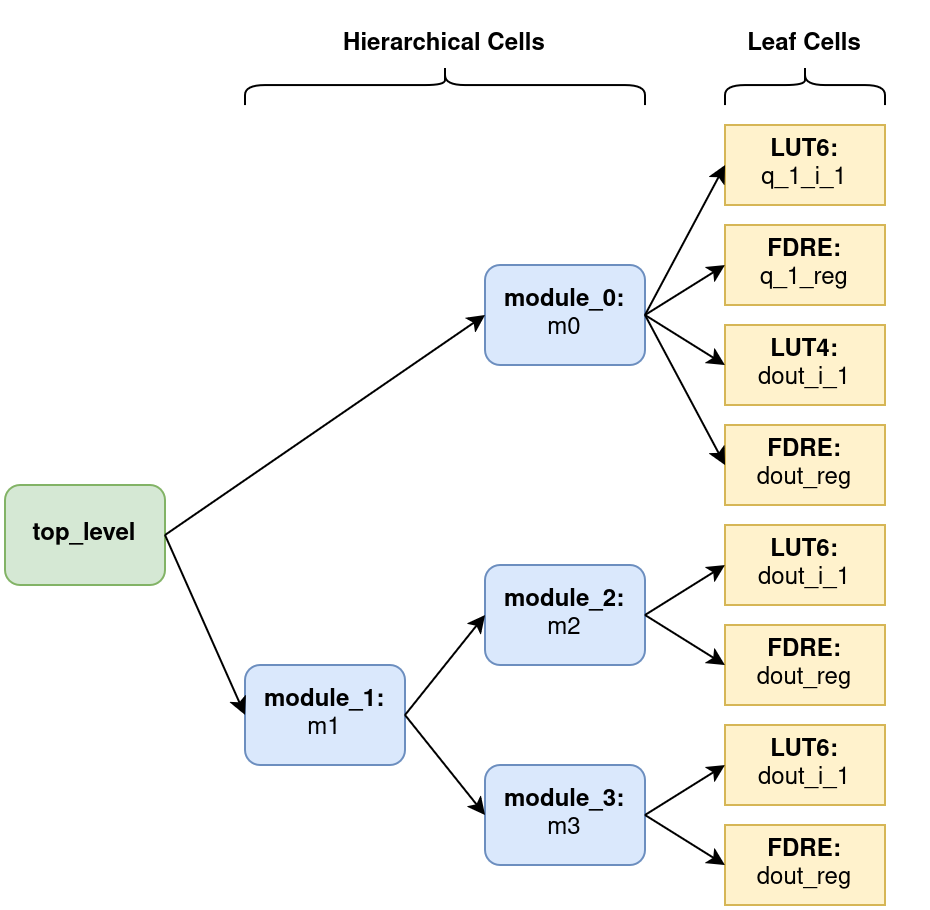 Hierarchical Cells
Leaf Cells
LUT6:
q_1_i_1
FDRE:
q_1_reg
module_0:
m0
LUT4:
dout_i_1
FDRE:
dout_reg
top_level
LUT6:
dout_i_1
module_2:
m2
FDRE:
dout_reg
module_1:
m1
LUT6:
dout_i_1
module_3:
m3
FDRE:
dout_reg